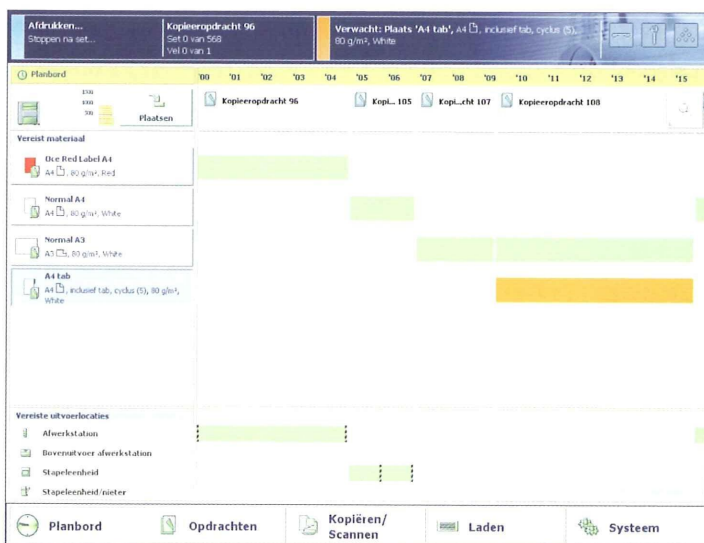 Afdrukken...
Stoppen na set...
Kopieeropdracht 96
Set 0 van 568
Vel 0 van 1
Verwacht: Plaats 'A4 tab', A4, inclusief tab, cyclus (5),
80 g/m², White
Planbord
'00 '01 '02 '03 '04 '05 '06 '07 '08 '09 '10 '11 '12 '13 '14 '15
1500
1000
500
Plaatsen
Kopieeropdracht 96
Kopi... 105
Kopi...cht 107
Kopieeropdracht 108
Vereist materiaal
Oce Red Label A4
A4, 80 g/m², Red
Normal A4
A4, 80 g/m², White
Normal A3
A3, 80 g/m², White
A4 tab
A4, inclusief tab, cyclus (5), 80 g/m²,
White
Vereiste uitvoerlocaties
Afwerkstation
Bovenuitvoer afwerkstation
Stapeleenheid
Stapeleenheid/nieter
Planbord
Opdrachten
Kopiëren/
Scannen
Laden
Systeem